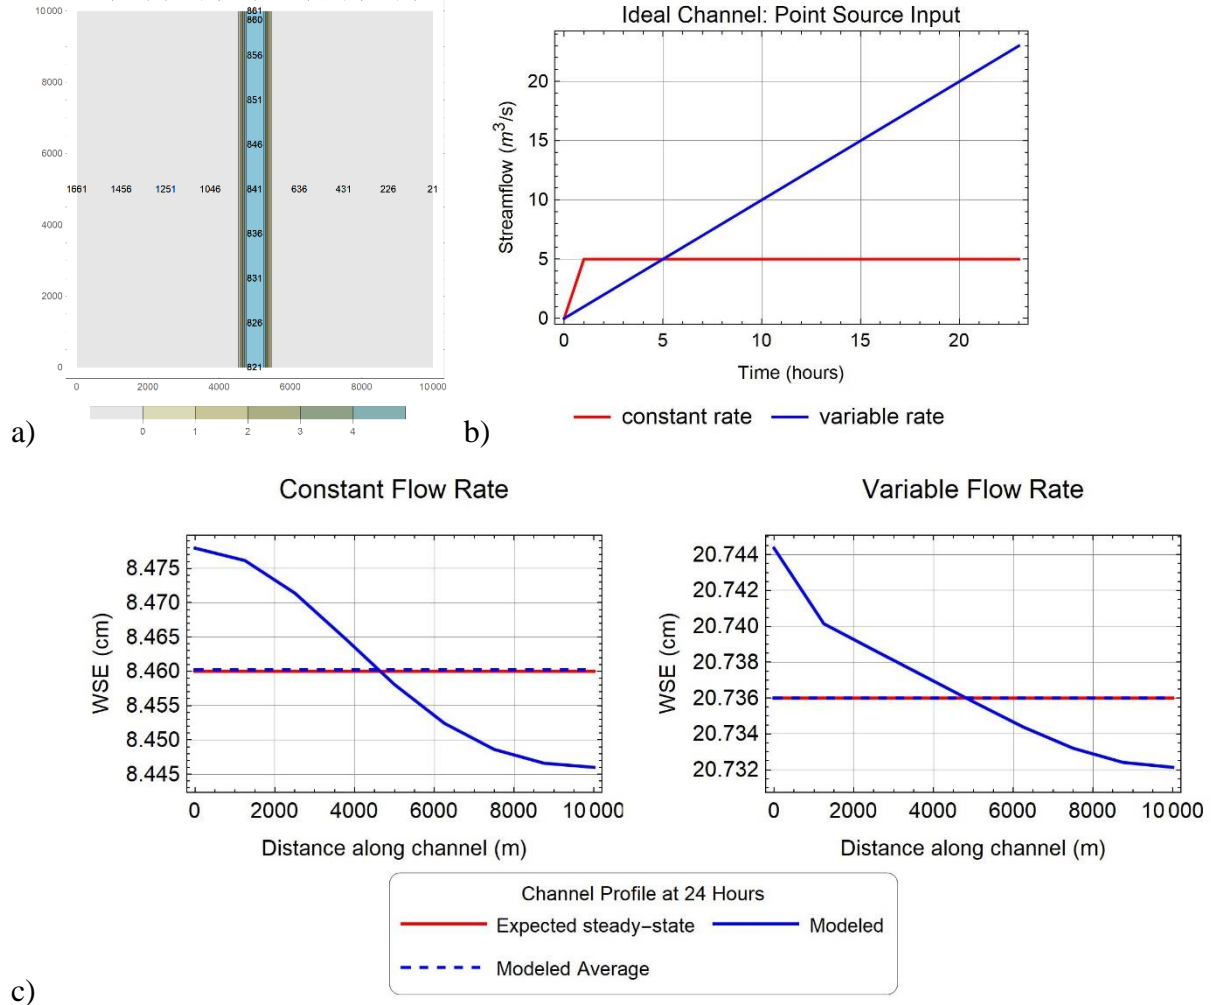 10000
8000
6000
4000
2000
0
861
860
856
851
846
1661 1456 1251 1046 841 636 431 226 21
836
831
826
821
0 2000 4000 6000 8000 10000
0 1 2 3 4
a)
Ideal Channel: Point Source Input
Streamflow (m³/s)
20
15
10
5
0
0 5 10 15 20
Time (hours)
constant rate variable rate
b)
Constant Flow Rate
WSE (cm)
8.475
8.470
8.465
8.460
8.455
8.450
8.445
0 2000 4000 6000 8000 10000
Distance along channel (m)
Variable Flow Rate
WSE (cm)
20.744
20.742
20.740
20.738
20.736
20.734
20.732
0 2000 4000 6000 8000 10000
Distance along channel (m)
Channel Profile at 24 Hours
Expected steady-state Modeled
Modeled Average
c)